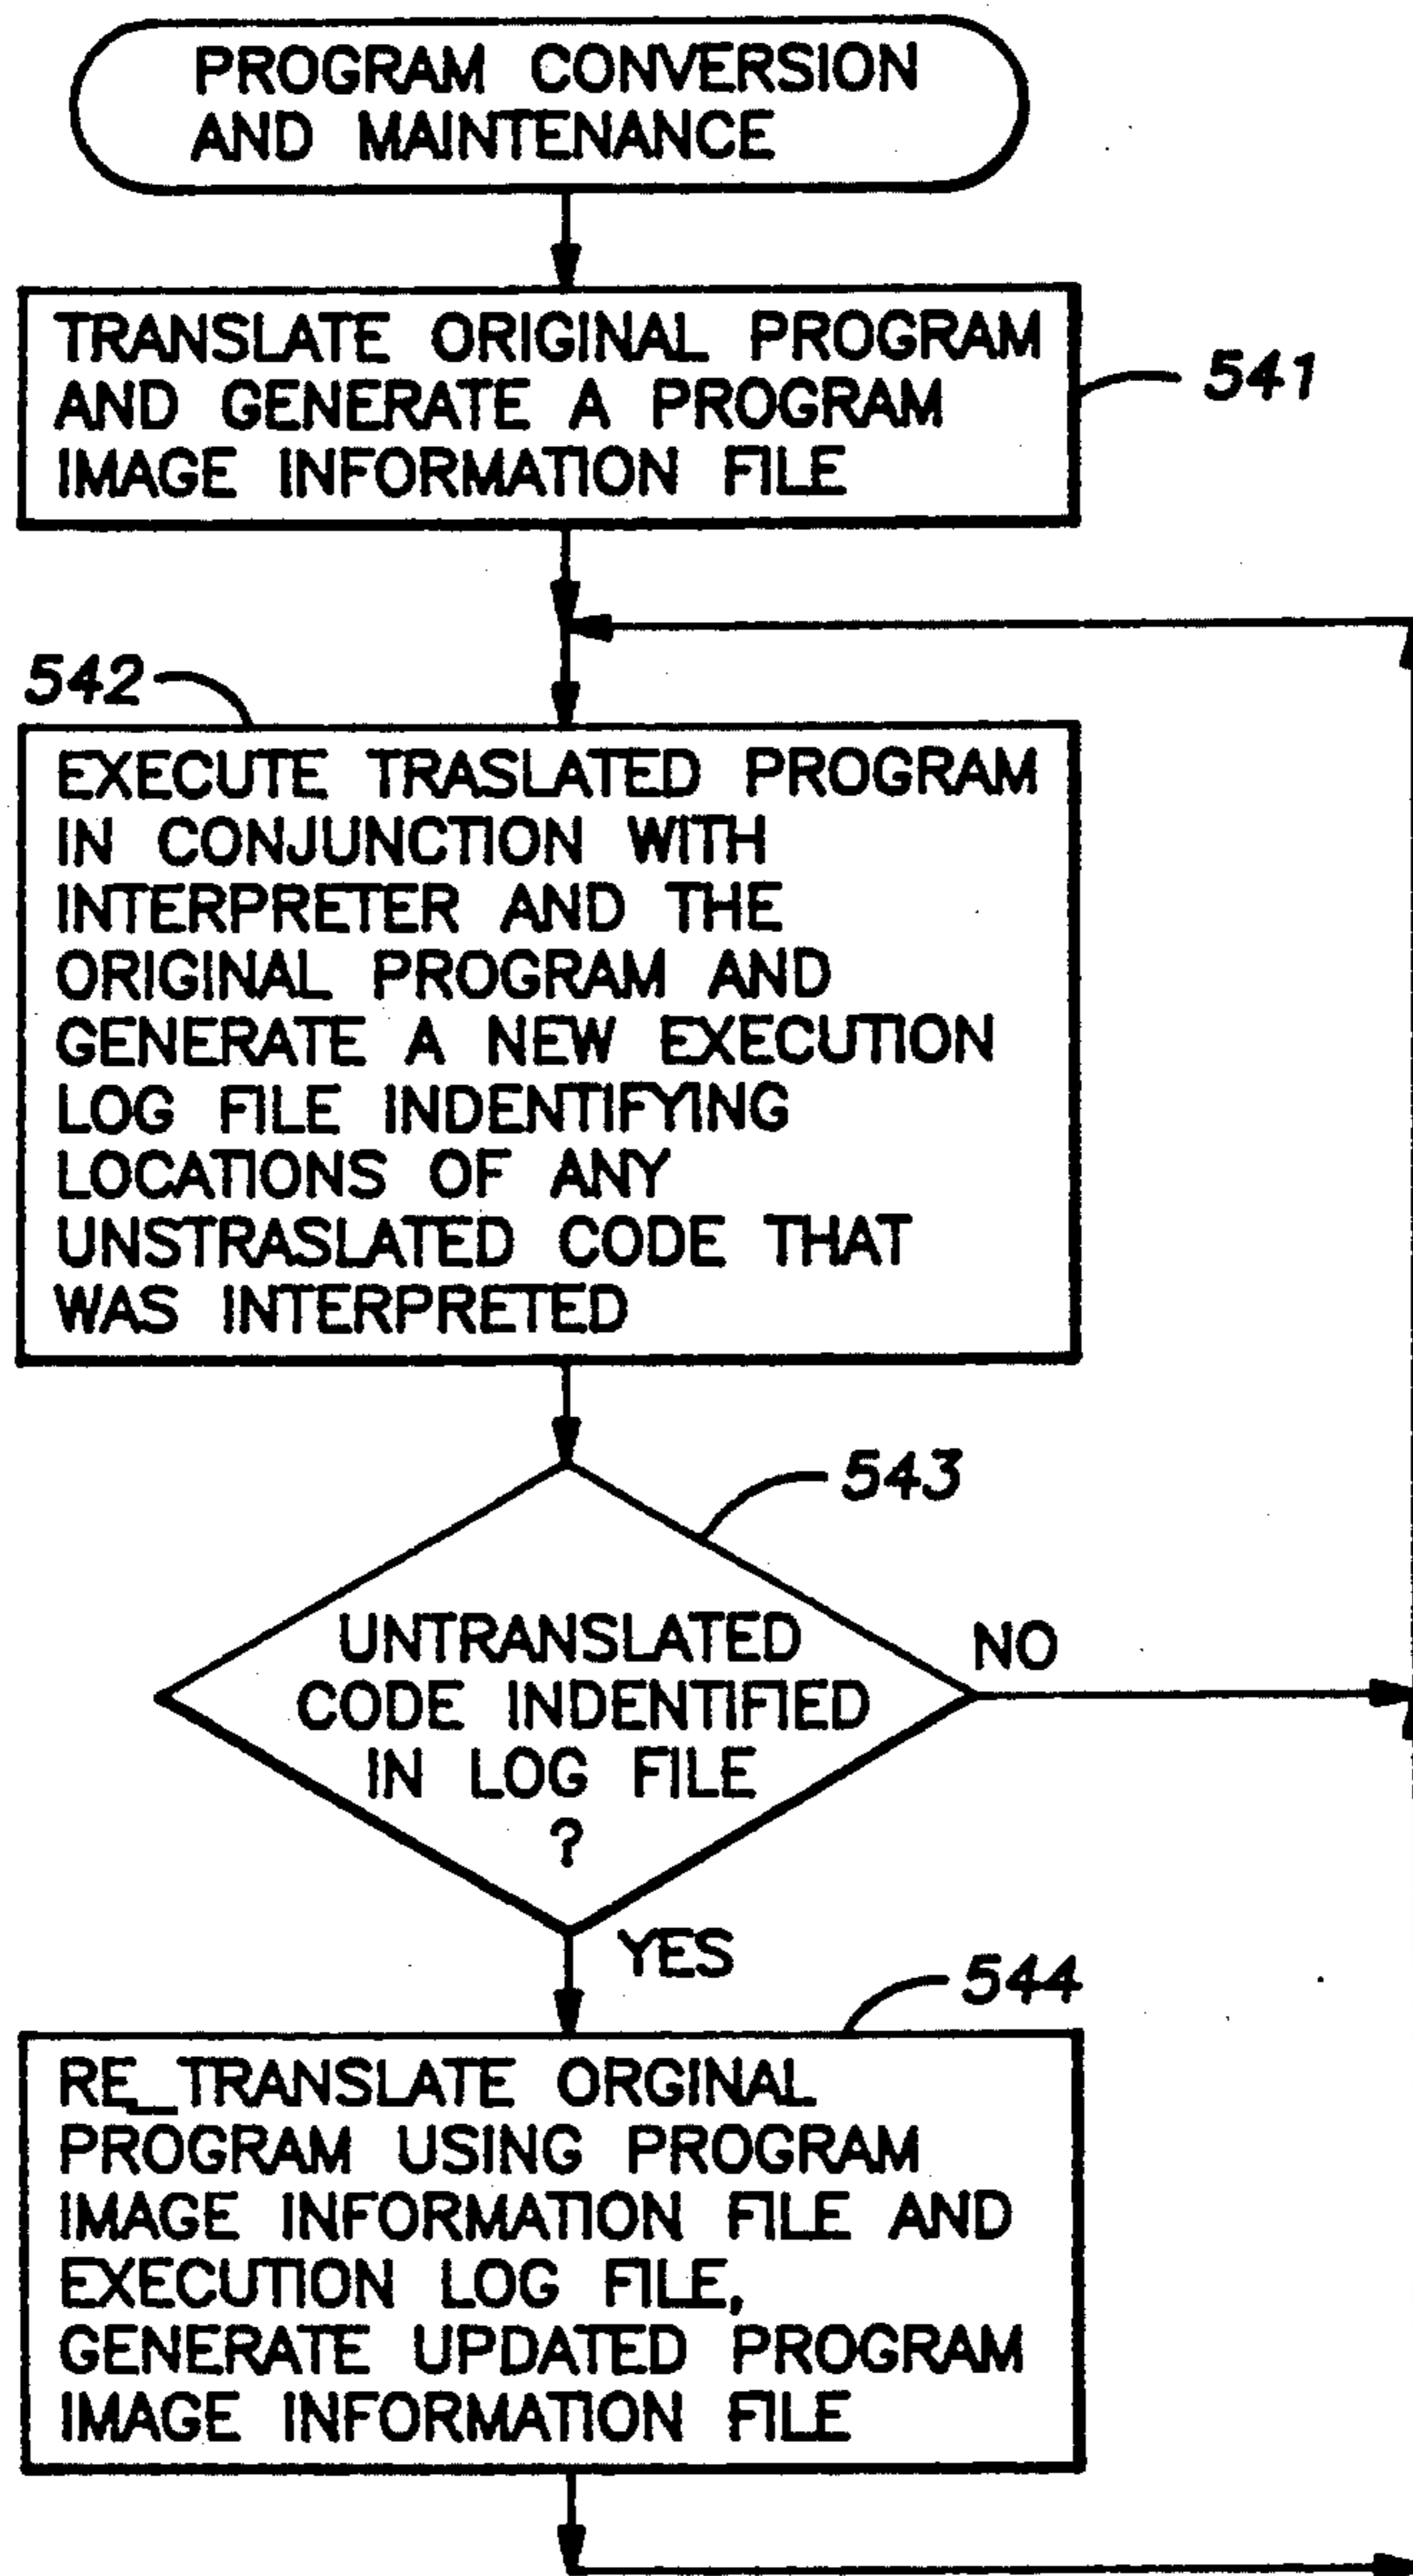 PROGRAM CONVERSION
AND MAINTENANCE
TRANSLATE ORIGINAL PROGRAM
AND GENERATE A PROGRAM
IMAGE INFORMATION FILE
541
542
EXECUTE TRASLATED PROGRAM
IN CONJUNCTION WITH
INTERPRETER AND THE
ORIGINAL PROGRAM AND
GENERATE A NEW EXECUTION
LOG FILE INDENTIFYING
LOCATIONS OF ANY
UNSTRASLATED CODE THAT
WAS INTERPRETED
543
UNTRANSLATED
CODE INDENTIFIED
IN LOG FILE
?
NO
YES
544
RE_TRANSLATE ORGINAL
PROGRAM USING PROGRAM
IMAGE INFORMATION FILE AND
EXECUTION LOG FILE,
GENERATE UPDATED PROGRAM
IMAGE INFORMATION FILE